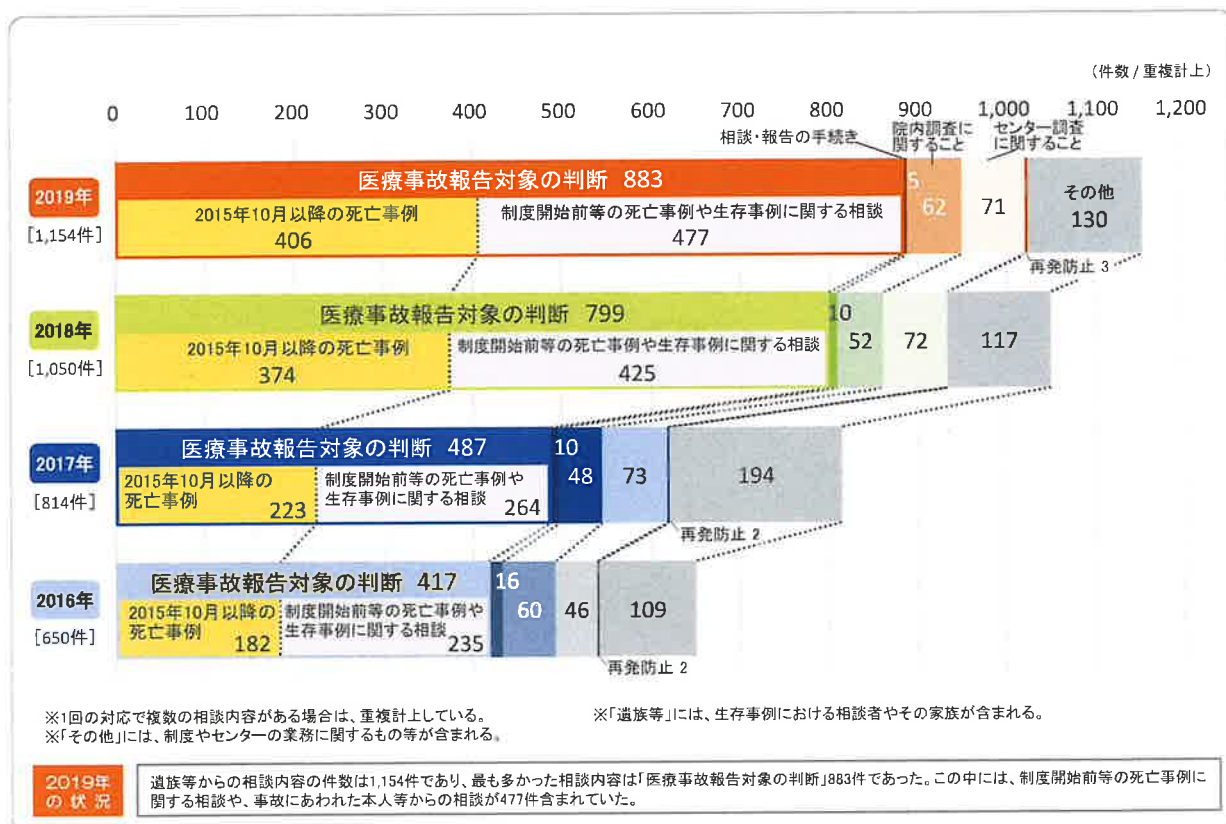 (件数 / 重複計上)
0 100 200 300 400 500 600 700 800 900 1,000 1,100 1,200
相談・報告の手続き
院内調査に
関すること
センター調査
に関すること
2019年
[1,154件]
医療事故報告対象の判断 883
2015年10月以降の死亡事例
406
制度開始前等の死亡事例や生存事例に関する相談
477
5
62
71
その他
130
再発防止 3
2018年
[1,050件]
医療事故報告対象の判断 799
2015年10月以降の死亡事例
374
制度開始前等の死亡事例や生存事例に関する相談
425
10
52
72
117
2017年
[814件]
医療事故報告対象の判断 487
2015年10月以降の
死亡事例
223
制度開始前等の死亡事例や
生存事例に関する相談
264
10
48
73
194
再発防止 2
2016年
[650件]
医療事故報告対象の判断 417
2015年10月以降の
死亡事例
182
制度開始前等の死亡事例や
生存事例に関する相談
235
16
60
46
109
再発防止 2
※1回の対応で複数の相談内容がある場合は、重複計上している。
※「遺族等」には、生存事例における相談者やその家族が含まれる。
※「その他」には、制度やセンターの業務に関するもの等が含まれる。
2019年
の 状 況
遺族等からの相談内容の件数は1,154件であり、最も多かった相談内容は「医療事故報告対象の判断」883件であった。この中には、制度開始前等の死亡事例に
関する相談や、事故にあわれた本人等からの相談が477件含まれていた。